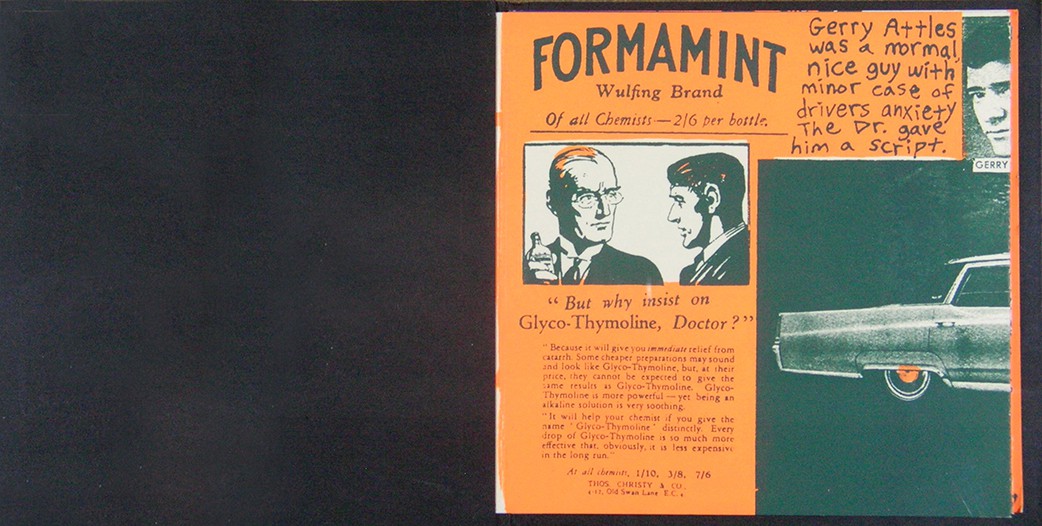 FORMAMINT
Wulfing Brand
Of all Chemists — 2/6 per bottle.
Gerry Attles
was a normal,
nice guy with
minor case of
drivers anxiety
The Dr. gave
him a script.
GERRY
“ But why insist on
Glyco-Thymoline, Doctor ? ”
“ Because it will give you immediate relief from
catarrh. Some cheaper preparations may sound
and look like Glyco-Thymoline, but, at their
price, they cannot be expected to give the
same results as Glyco-Thymoline. Glyco-
Thymoline is more powerful — yet being an
alkaline solution is very soothing.
“ It will help your chemist if you give the
name ‘ Glyco-Thymoline ’ distinctly. Every
drop of Glyco-Thymoline is so much more
effective that, obviously, it is less expensive
in the long run.”
At all chemists, 1/10, 3/8, 7/6
THOS. CHRISTY & CO.,
Old Swan Lane E.C.4